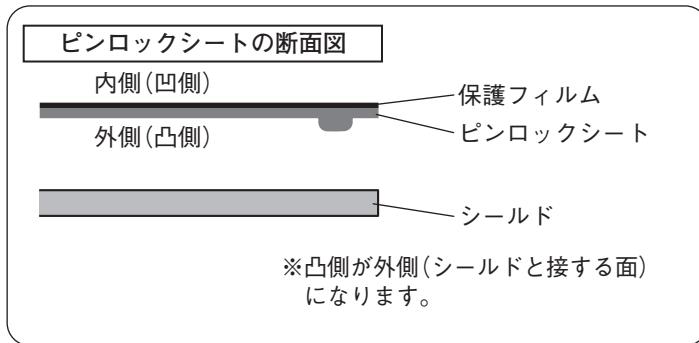 ピンロックシートの断面図
内側(凹側)
保護フィルム
ピンロックシート
外側(凸側)
シールド
※凸側が外側(シールドと接する面)
になります。